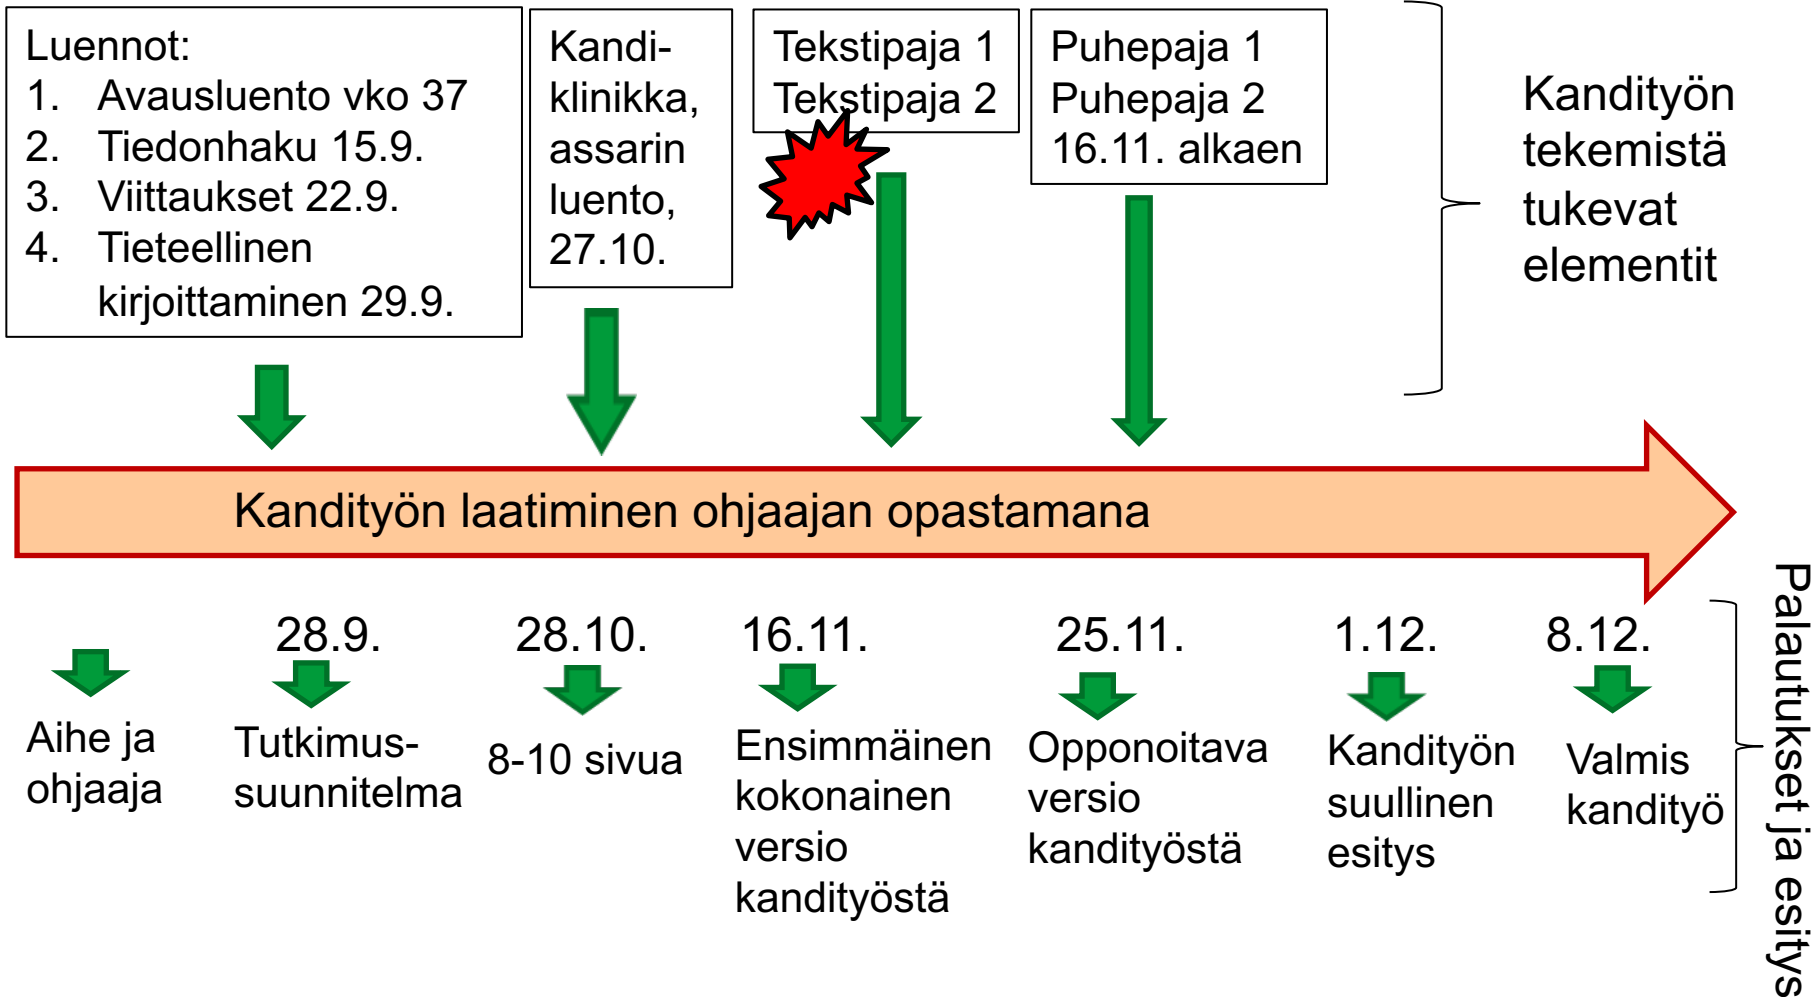 Luennot:
1. Avausluento vko 37
2. Tiedonhaku 15.9.
3. Viittaukset 22.9.
4. Tieteellinen
kirjoittaminen 29.9.
Kandi-
klinikka,
assarin
luento,
27.10.
Tekstipaja 1
Tekstipaja 2
Puhepaja 1
Puhepaja 2
16.11. alkaen
Kandityön
tekemistä
tukevat
elementit
Kandityön laatiminen ohjaajan opastamana
Aihe ja
ohjaaja
28.9.
Tutkimus-
suunnitelma
28.10.
8-10 sivua
16.11.
Ensimmäinen
kokonainen
versio
kandityöstä
25.11.
Opponoitava
versio
kandityöstä
1.12.
Kandityön
suullinen
esitys
8.12.
Valmis
kandityö
Palautukset ja esitys